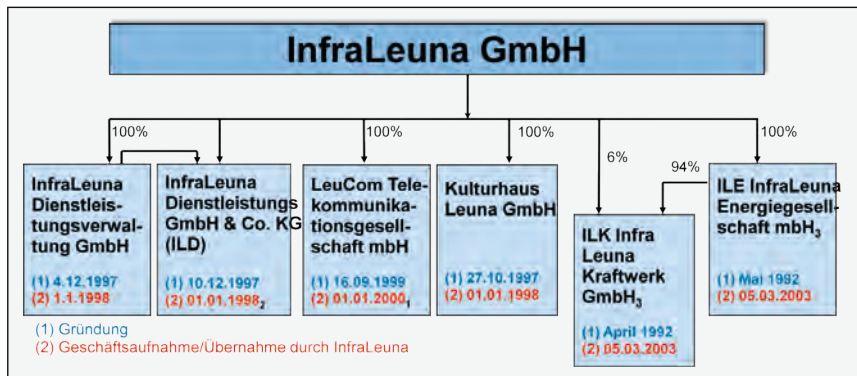 InfraLeuna GmbH
100%
100%
100%
6%
100%
94%
InfraLeuna
Dienstleis-
tungsverwal-
tung GmbH
(1) 4.12.1997
(2) 1.1.1998
InfraLeuna
Dienstleistungs
GmbH & Co. KG
(ILD)
(1) 10.12.1997
(2) 01.01.1998₂
LeuCom Tele-
kommunika-
tionsgesell-
schaft mbH
(1) 16.09.1999
(2) 01.01.2000₁
Kulturhaus
Leuna GmbH
(1) 27.10.1997
(2) 01.01.1998
ILK Infra
Leuna
Kraftwerk
GmbH₃
(1) April 1992
(2) 05.03.2003
ILE InfraLeuna
Energiegesell-
schaft mbH₃
(1) Mai 1992
(2) 05.03.2003
(1) Gründung
(2) Geschäftsaufnahme/Übernahme durch InfraLeuna